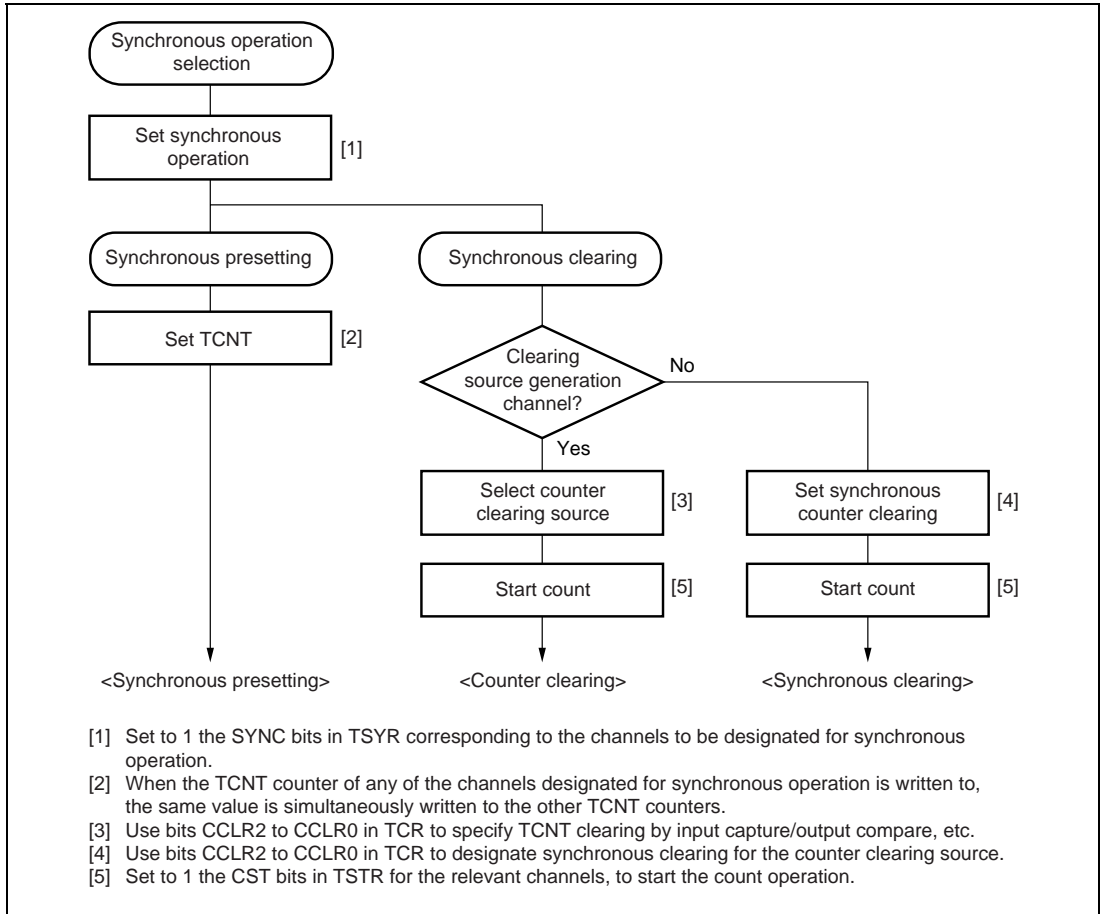 Synchronous operation
selection
Set synchronous
operation
[1]
Synchronous presetting
Synchronous clearing
Set TCNT
[2]
Clearing
source generation
channel?
No
Yes
Select counter
clearing source
[3]
Set synchronous
counter clearing
[4]
Start count
[5]
Start count
[5]
<Synchronous presetting>
<Counter clearing>
<Synchronous clearing>
[1] Set to 1 the SYNC bits in TSYR corresponding to the channels to be designated for synchronous
operation.
[2] When the TCNT counter of any of the channels designated for synchronous operation is written to,
the same value is simultaneously written to the other TCNT counters.
[3] Use bits CCLR2 to CCLR0 in TCR to specify TCNT clearing by input capture/output compare, etc.
[4] Use bits CCLR2 to CCLR0 in TCR to designate synchronous clearing for the counter clearing source.
[5] Set to 1 the CST bits in TSTR for the relevant channels, to start the count operation.